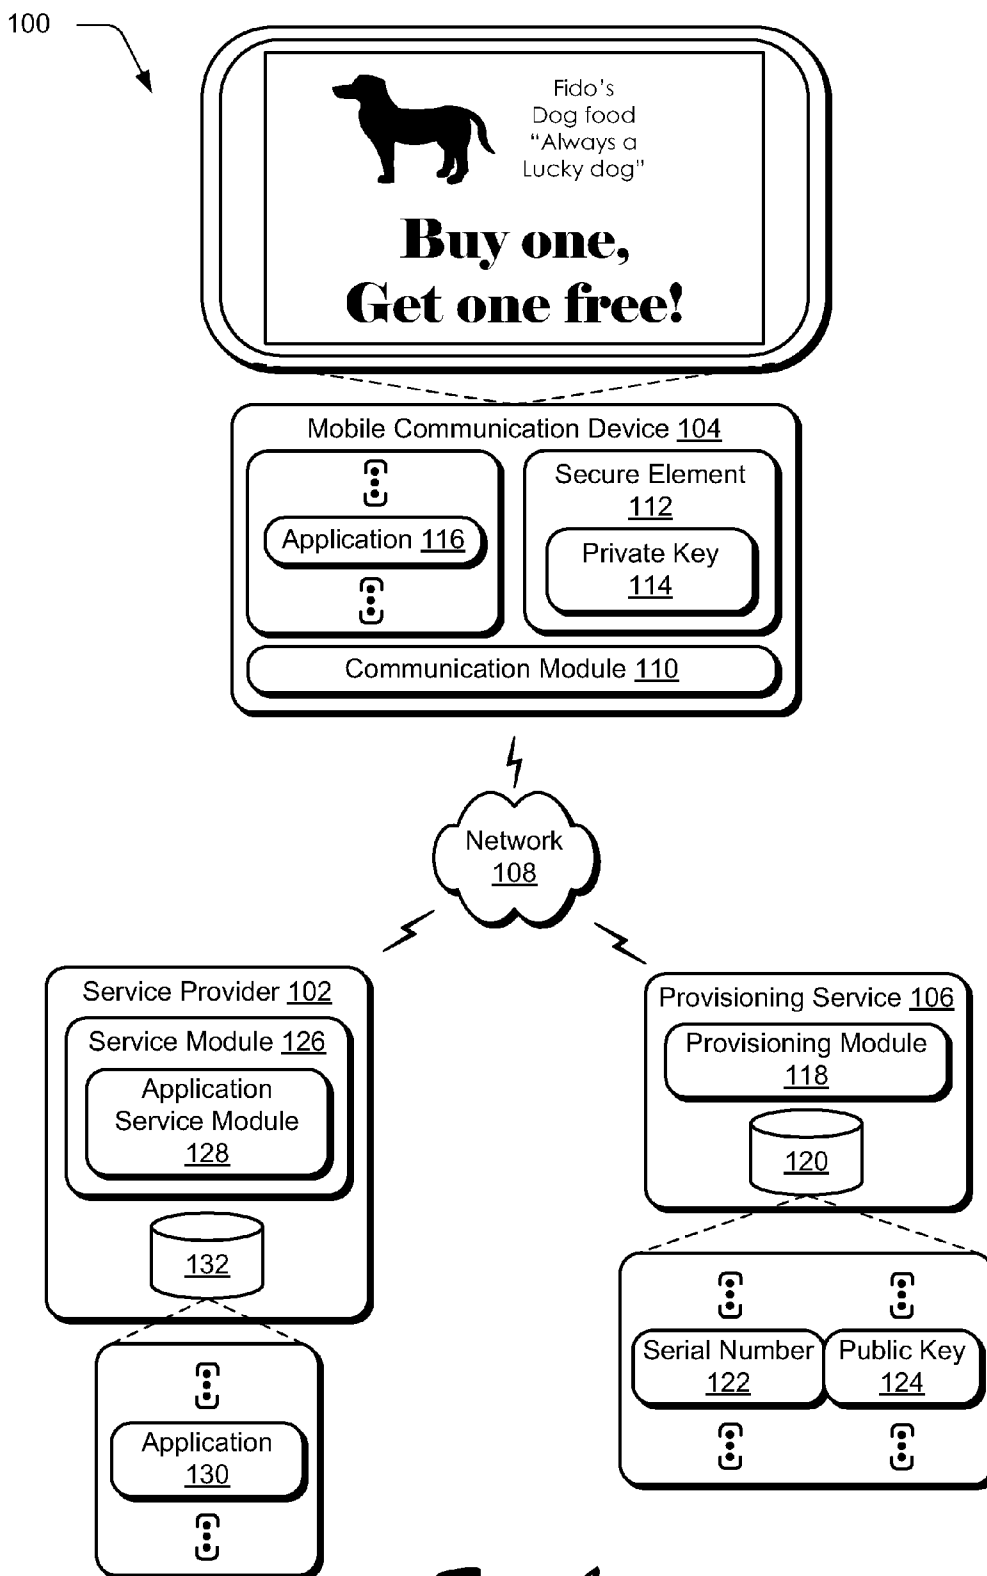 100
Fido's
Dog food
“Always a
Lucky dog”
Buy one,
Get one free!
Mobile Communication Device 104
Application 116
Secure Element
112
Private Key
114
Communication Module 110
Network
108
Service Provider 102
Service Module 126
Application
Service Module
128
132
Application
130
Provisioning Service 106
Provisioning Module
118
120
Serial Number
122
Public Key
124